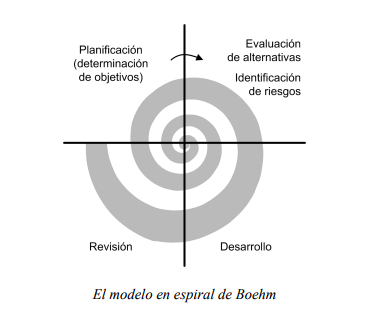 Planificación
(determinación
de objetivos)
Evaluación
de alternativas
Identificación
de riesgos
Revisión
Desarrollo
El modelo en espiral de Boehm